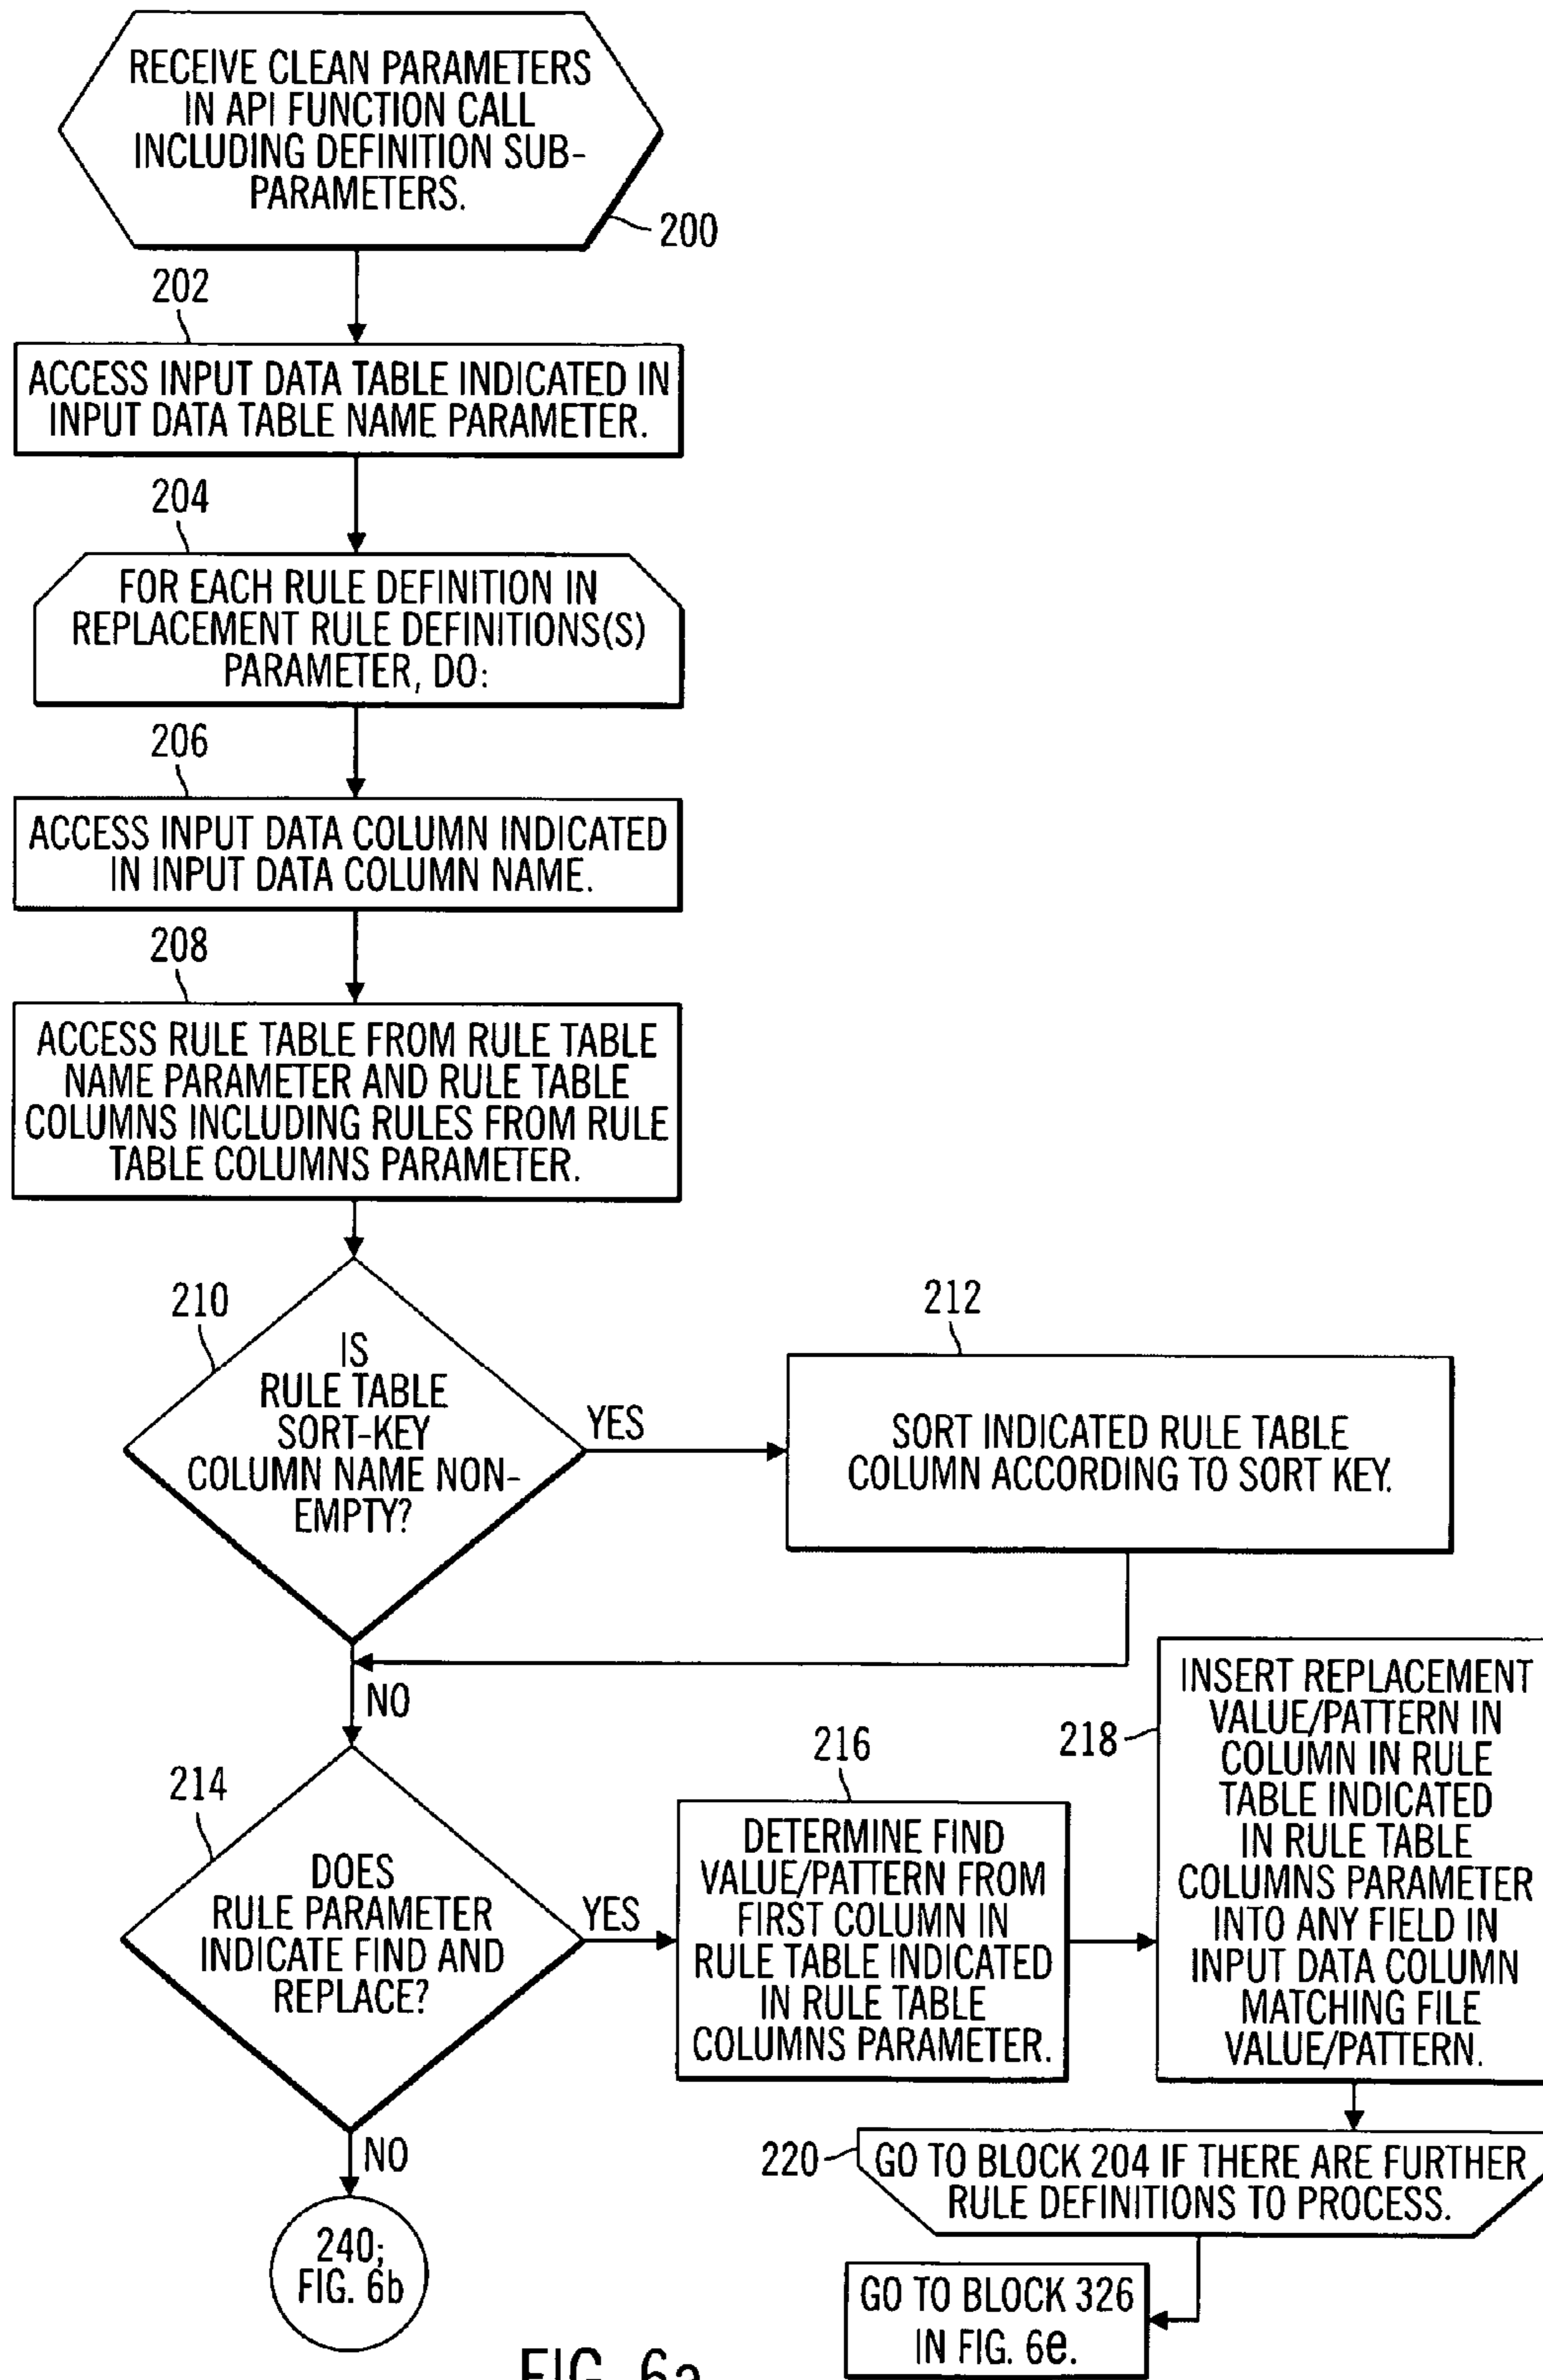 RECEIVE CLEAN PARAMETERS
IN API FUNCTION CALL
INCLUDING DEFINITION SUB-
PARAMETERS.
200
202
ACCESS INPUT DATA TABLE INDICATED IN
INPUT DATA TABLE NAME PARAMETER.
204
FOR EACH RULE DEFINITION IN
REPLACEMENT RULE DEFINITIONS(S)
PARAMETER, DO:
206
ACCESS INPUT DATA COLUMN INDICATED
IN INPUT DATA COLUMN NAME.
208
ACCESS RULE TABLE FROM RULE TABLE
NAME PARAMETER AND RULE TABLE
COLUMNS INCLUDING RULES FROM RULE
TABLE COLUMNS PARAMETER.
210
IS
RULE TABLE
SORT-KEY
COLUMN NAME NON-
EMPTY?
YES
212
SORT INDICATED RULE TABLE
COLUMN ACCORDING TO SORT KEY.
NO
214
DOES
RULE PARAMETER
INDICATE FIND AND
REPLACE?
YES
216
DETERMINE FIND
VALUE/PATTERN FROM
FIRST COLUMN IN
RULE TABLE INDICATED
IN RULE TABLE
COLUMNS PARAMETER.
218
INSERT REPLACEMENT
VALUE/PATTERN IN
COLUMN IN RULE
TABLE INDICATED
IN RULE TABLE
COLUMNS PARAMETER
INTO ANY FIELD IN
INPUT DATA COLUMN
MATCHING FILE
VALUE/PATTERN.
220
GO TO BLOCK 204 IF THERE ARE FURTHER
RULE DEFINITIONS TO PROCESS.
NO
240;
FIG. 6b
GO TO BLOCK 326
IN FIG. 6e.
FIG. 6a